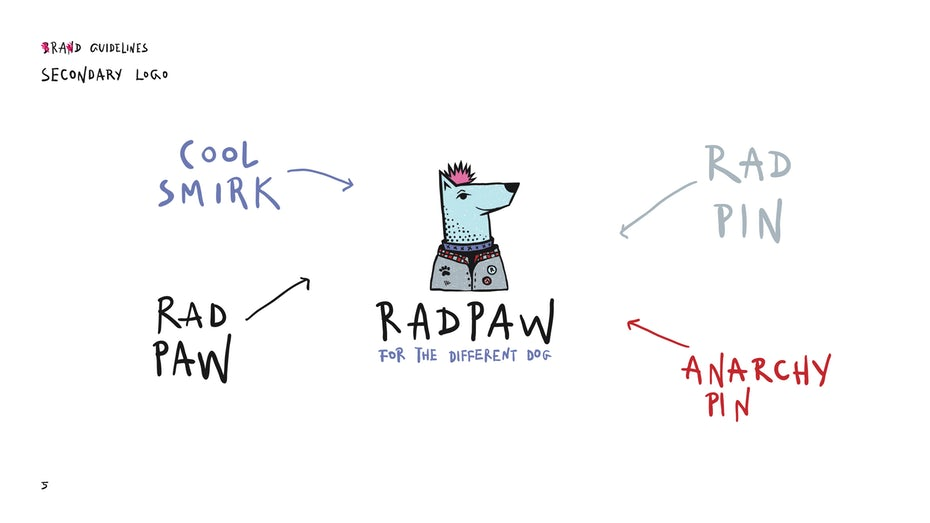 BRAND GUIDELINES
SECONDARY LOGO
COOL
SMIRK
RAD
PIN
RAD
PAW
RADPAW
FOR THE DIFFERENT DOG
ANARCHY
PIN
5